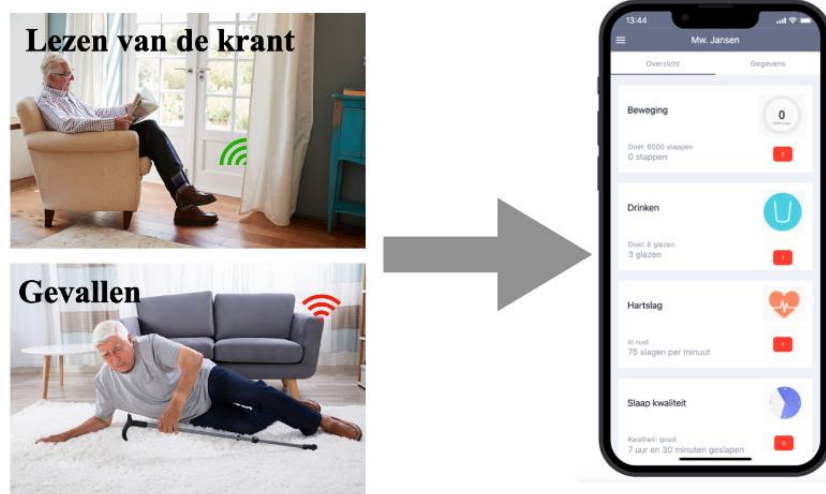 Lezen van de krant
Gevallen
13:44
Mw. Jansen
Overzicht
Gegevens
Beweging
0
Doel: 6000 stappen
0 stappen
Drinken
Doel: 8 glazen
3 glazen
Hartslag
In rust
75 slagen per minuut
Slaap kwaliteit
Kwaliteit: goed
7 uur en 30 minuten geslapen